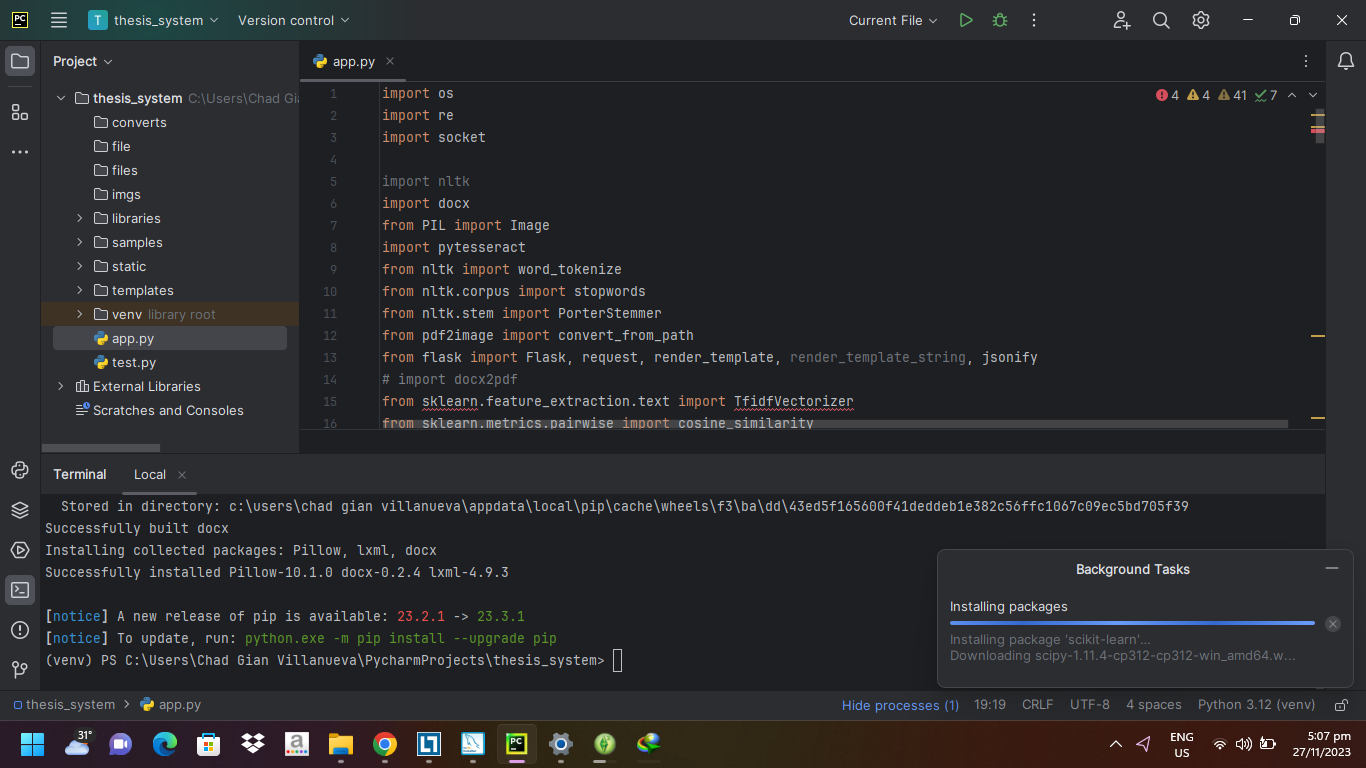 PC
T
thesis_system
Version control
Current File
Project
app.py
thesis_system C:\Users\Chad Gia
converts
file
files
imgs
libraries
samples
static
templates
venv library root
app.py
test.py
External Libraries
Scratches and Consoles
4 4 41 7
1 import os
2 import re
3 import socket
4
5 import nltk
6 import docx
7 from PIL import Image
8 import pytesseract
9 from nltk import word_tokenize
10 from nltk.corpus import stopwords
11 from nltk.stem import PorterStemmer
12 from pdf2image import convert_from_path
13 from flask import Flask, request, render_template, render_template_string, jsonify
14 # import docx2pdf
15 from sklearn.feature_extraction.text import TfidfVectorizer
16 from sklearn.metrics.pairwise import cosine_similarity
Terminal
Local
Stored in directory: c:\users\chad gian villanueva\appdata\local\pip\cache\wheels\f3\ba\dd\43ed5f165600f41deddeb1e382c56ffc1067c09ec5bd705f39
Successfully built docx
Installing collected packages: Pillow, lxml, docx
Successfully installed Pillow-10.1.0 docx-0.2.4 lxml-4.9.3
[notice] A new release of pip is available: 23.2.1 -> 23.3.1
[notice] To update, run: python.exe -m pip install --upgrade pip
(venv) PS C:\Users\Chad Gian Villanueva\PycharmProjects\thesis_system>
Background Tasks
Installing packages
Installing package 'scikit-learn'...
Downloading scipy-1.11.4-cp312-cp312-win_amd64.w...
thesis_system > app.py
Hide processes (1)
19:19
CRLF
UTF-8
4 spaces
Python 3.12 (venv)
31°
a
PC
ENG
US
5:07 pm
27/11/2023